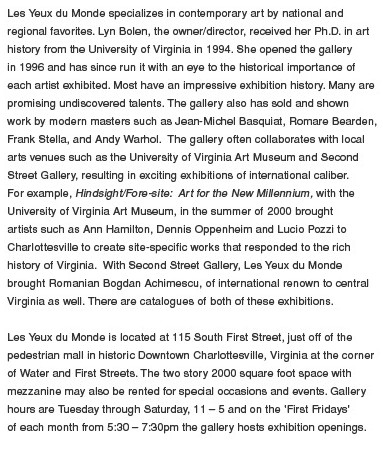 Les Yeux du Monde specializes in contemporary art by national and
regional favorites. Lyn Bolen, the owner/director, received her Ph.D. in art
history from the University of Virginia in 1994. She opened the gallery
in 1996 and has since run it with an eye to the historical importance of
each artist exhibited. Most have an impressive exhibition history. Many are
promising undiscovered talents. The gallery also has sold and shown
work by modern masters such as Jean-Michel Basquiat, Romare Bearden,
Frank Stella, and Andy Warhol.  The gallery often collaborates with local
arts venues such as the University of Virginia Art Museum and Second
Street Gallery, resulting in exciting exhibitions of international caliber.
For example, Hindsight/Fore-site:  Art for the New Millennium, with the
University of Virginia Art Museum, in the summer of 2000 brought
artists such as Ann Hamilton, Dennis Oppenheim and Lucio Pozzi to
Charlottesville to create site-specific works that responded to the rich
history of Virginia.  With Second Street Gallery, Les Yeux du Monde
brought Romanian Bogdan Achimescu, of international renown to central
Virginia as well. There are catalogues of both of these exhibitions.

Les Yeux du Monde is located at 115 South First Street, just off of the
pedestrian mall in historic Downtown Charlottesville, Virginia at the corner
of Water and First Streets. The two story 2000 square foot space with
mezzanine may also be rented for special occasions and events. Gallery
hours are Tuesday through Saturday, 11 – 5 and on the 'First Fridays'
of each month from 5:30 – 7:30pm the gallery hosts exhibition openings.